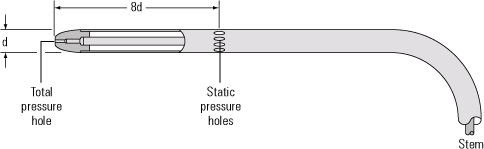 8d
d
Total
pressure
hole
Static
pressure
holes
Stem